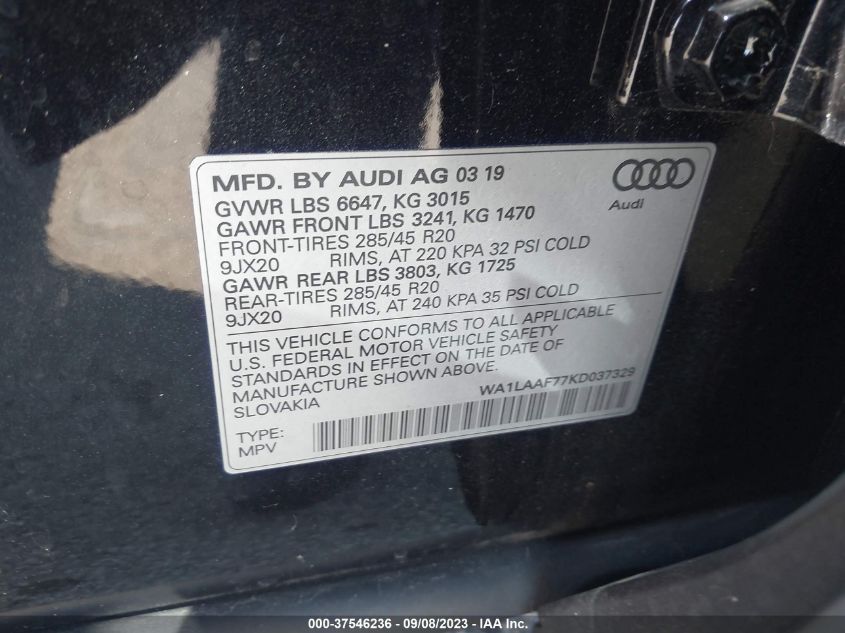 MFD. BY AUDI AG 03 19
GVWR LBS 6647, KG 3015
GAWR FRONT LBS 3241, KG 1470
FRONT-TIRES 285/45 R20
9JX20 RIMS, AT 220 KPA 32 PSI COLD
GAWR REAR LBS 3803, KG 1725
REAR-TIRES 285/45 R20
9JX20 RIMS, AT 240 KPA 35 PSI COLD
Audi
THIS VEHICLE CONFORMS TO ALL APPLICABLE
U.S. FEDERAL MOTOR VEHICLE SAFETY
STANDARDS IN EFFECT ON THE DATE OF
MANUFACTURE SHOWN ABOVE.
SLOVAKIA
WA1LAAF77KD037329
TYPE:
MPV
000-37546236 - 09/08/2023 - IAA Inc.